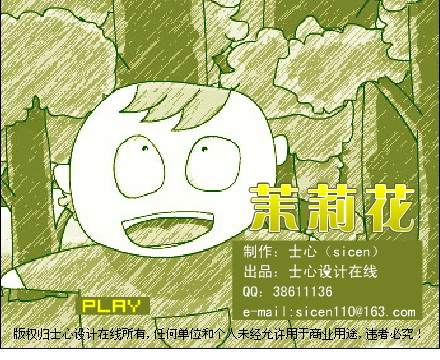 茉莉花
制作：士心（sicen）
出品：士心设计在线
QQ：38611136
e-mail:sicen110@163.com
PLAY
版权归士心设计在线所有,任何单位和个人未经允许用于商业用途,违者必究！